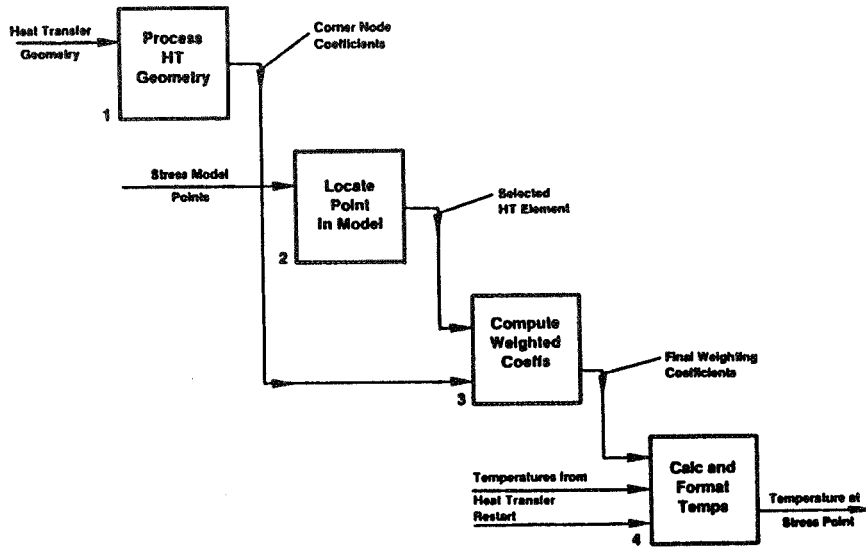 Heat Transfer
Geometry
Process
HT
Geometry
1
Corner Node
Coefficients
Stress Model
Points
Locate
Point
in Model
2
Selected
HT Element
Compute
Weighted
Coeffs
3
Final Weighting
Coefficients
Temperatures from
Heat Transfer
Restart
Calc and
Format
Temps
4
Temperature at
Stress Point